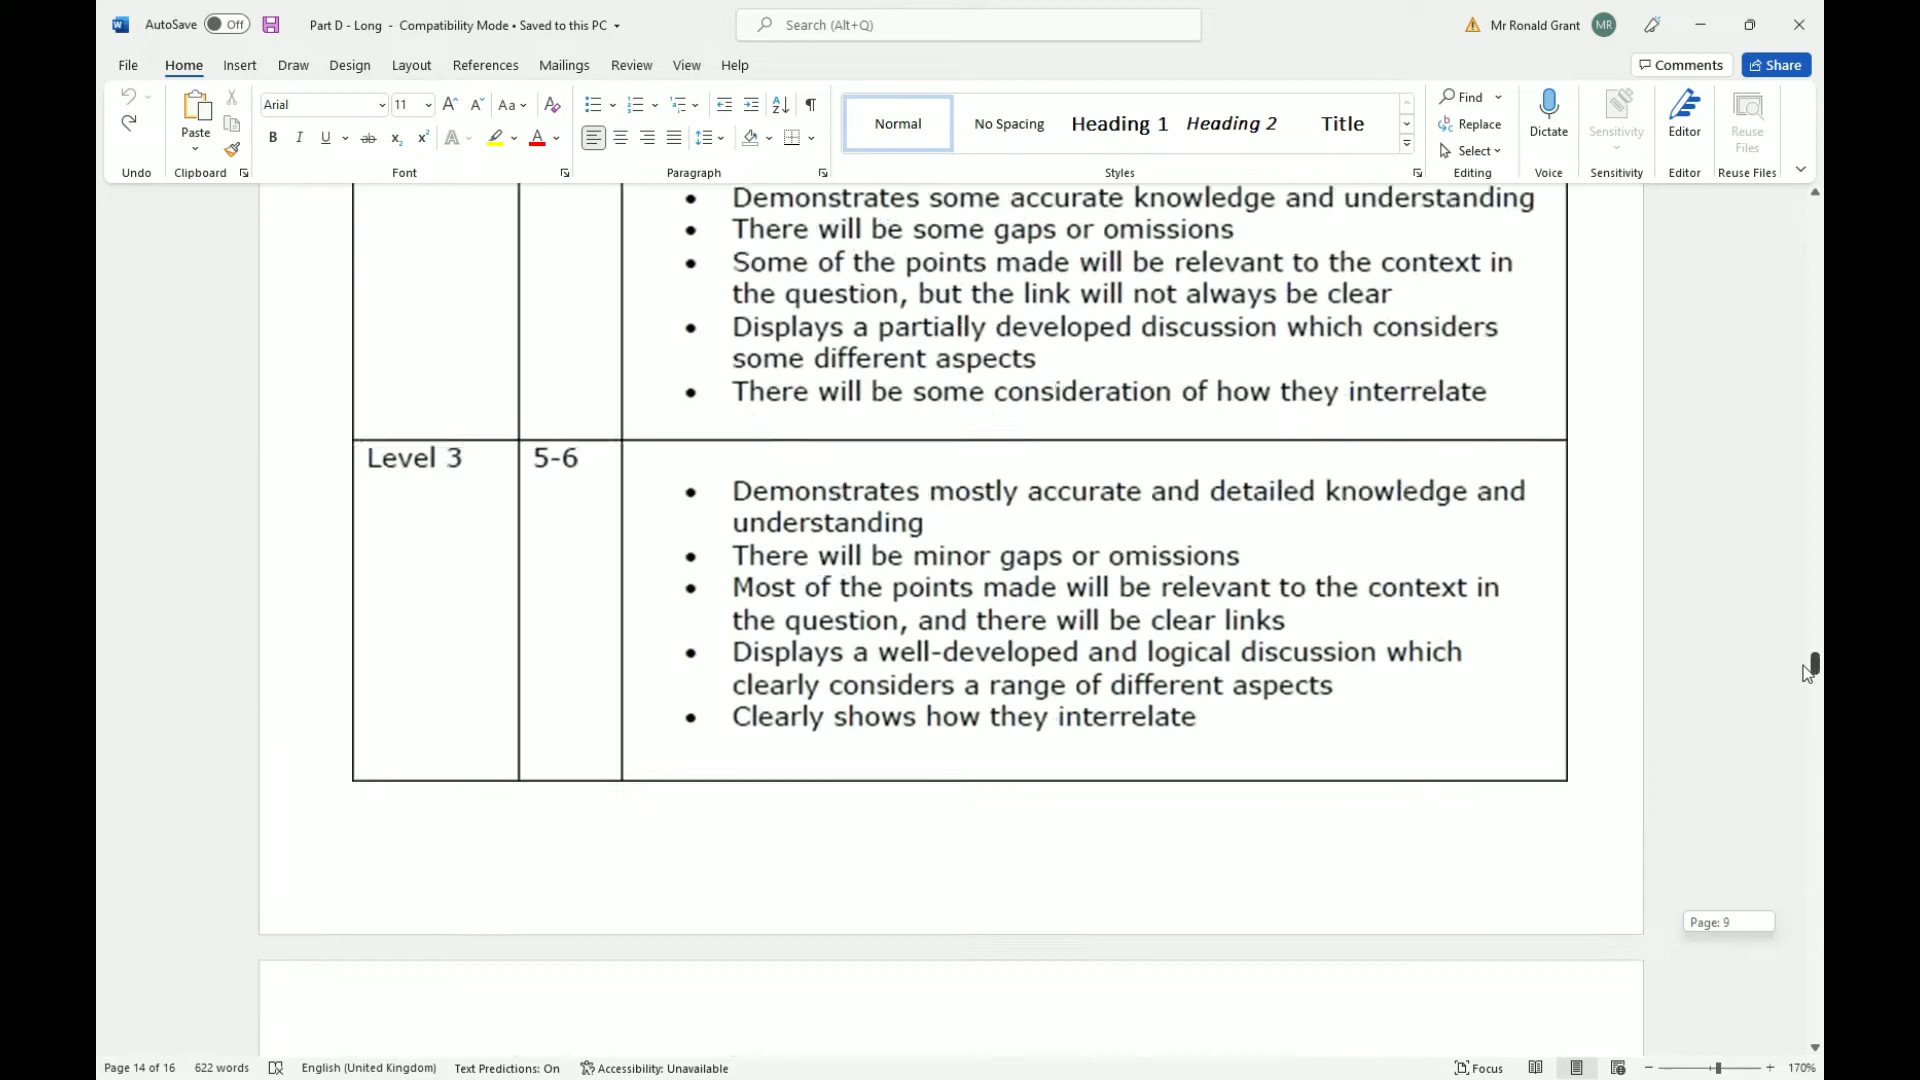 AutoSave Off Part D - Long - Compatibility Mode • Saved to this PC Search (Alt+Q) Mr Ronald Grant MR
File Home Insert Draw Design Layout References Mailings Review View Help Comments Share
Arial 11 Aa
Paste
Normal No Spacing Heading 1 Heading 2 Title
Find
Replace
Select
Dictate Sensitivity Editor Reuse Files
Undo Clipboard Font Paragraph Styles Editing Voice Sensitivity Editor Reuse Files
• Demonstrates some accurate knowledge and understanding
• There will be some gaps or omissions
• Some of the points made will be relevant to the context in
the question, but the link will not always be clear
• Displays a partially developed discussion which considers
some different aspects
• There will be some consideration of how they interrelate
Level 3 5-6
• Demonstrates mostly accurate and detailed knowledge and
understanding
• There will be minor gaps or omissions
• Most of the points made will be relevant to the context in
the question, and there will be clear links
• Displays a well-developed and logical discussion which
clearly considers a range of different aspects
• Clearly shows how they interrelate
Page: 9
Page 14 of 16 622 words English (United Kingdom) Text Predictions: On Accessibility: Unavailable Focus 170%